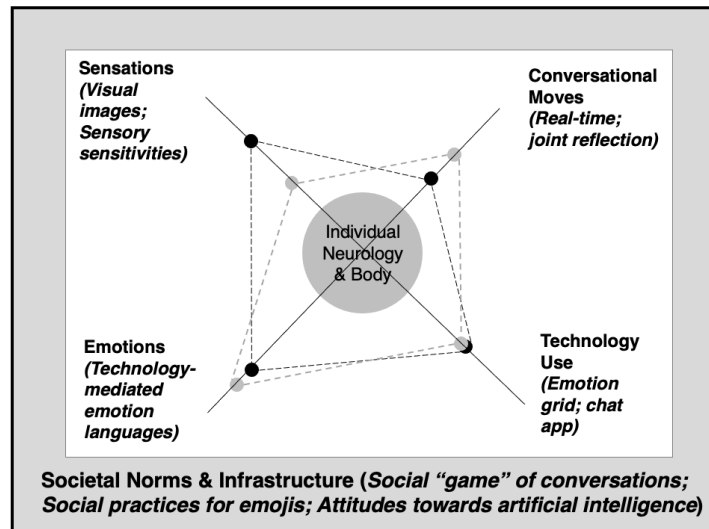 Sensations
(Visual
images;
Sensory
sensitivities)
Conversational
Moves
(Real-time;
joint reflection)
Individual
Neurology
& Body
Emotions
(Technology-
mediated
emotion
languages)
Technology
Use
(Emotion
grid; chat
app)
Societal Norms & Infrastructure (Social “game” of conversations;
Social practices for emojis; Attitudes towards artificial intelligence)